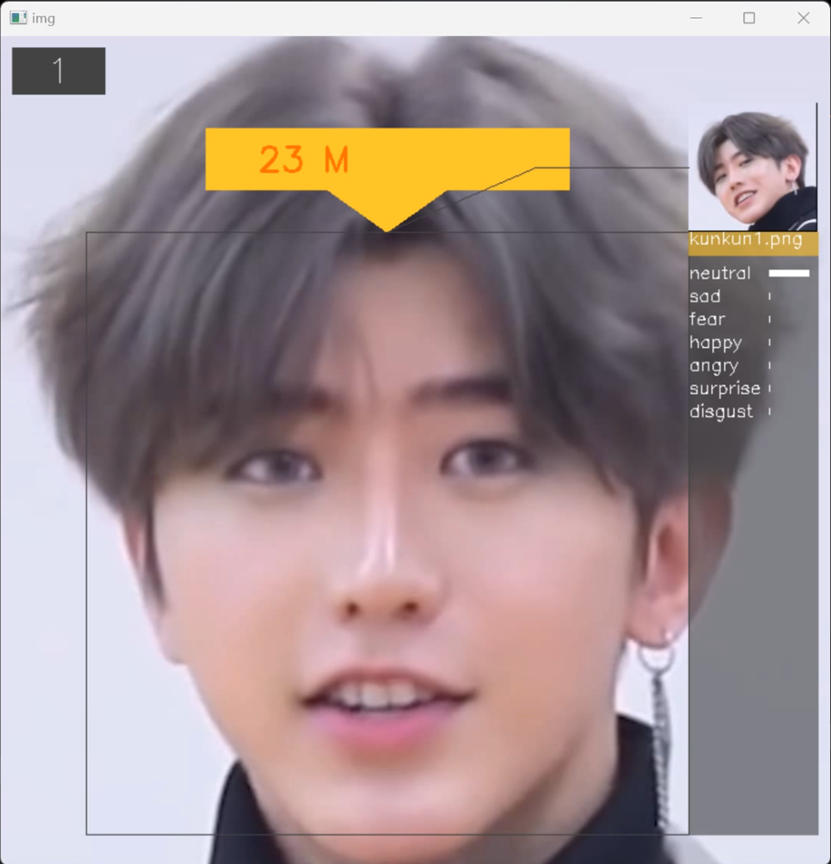 img
1
23 M
kunkun1.png
neutral
sad
fear
happy
angry
surprise
disgust